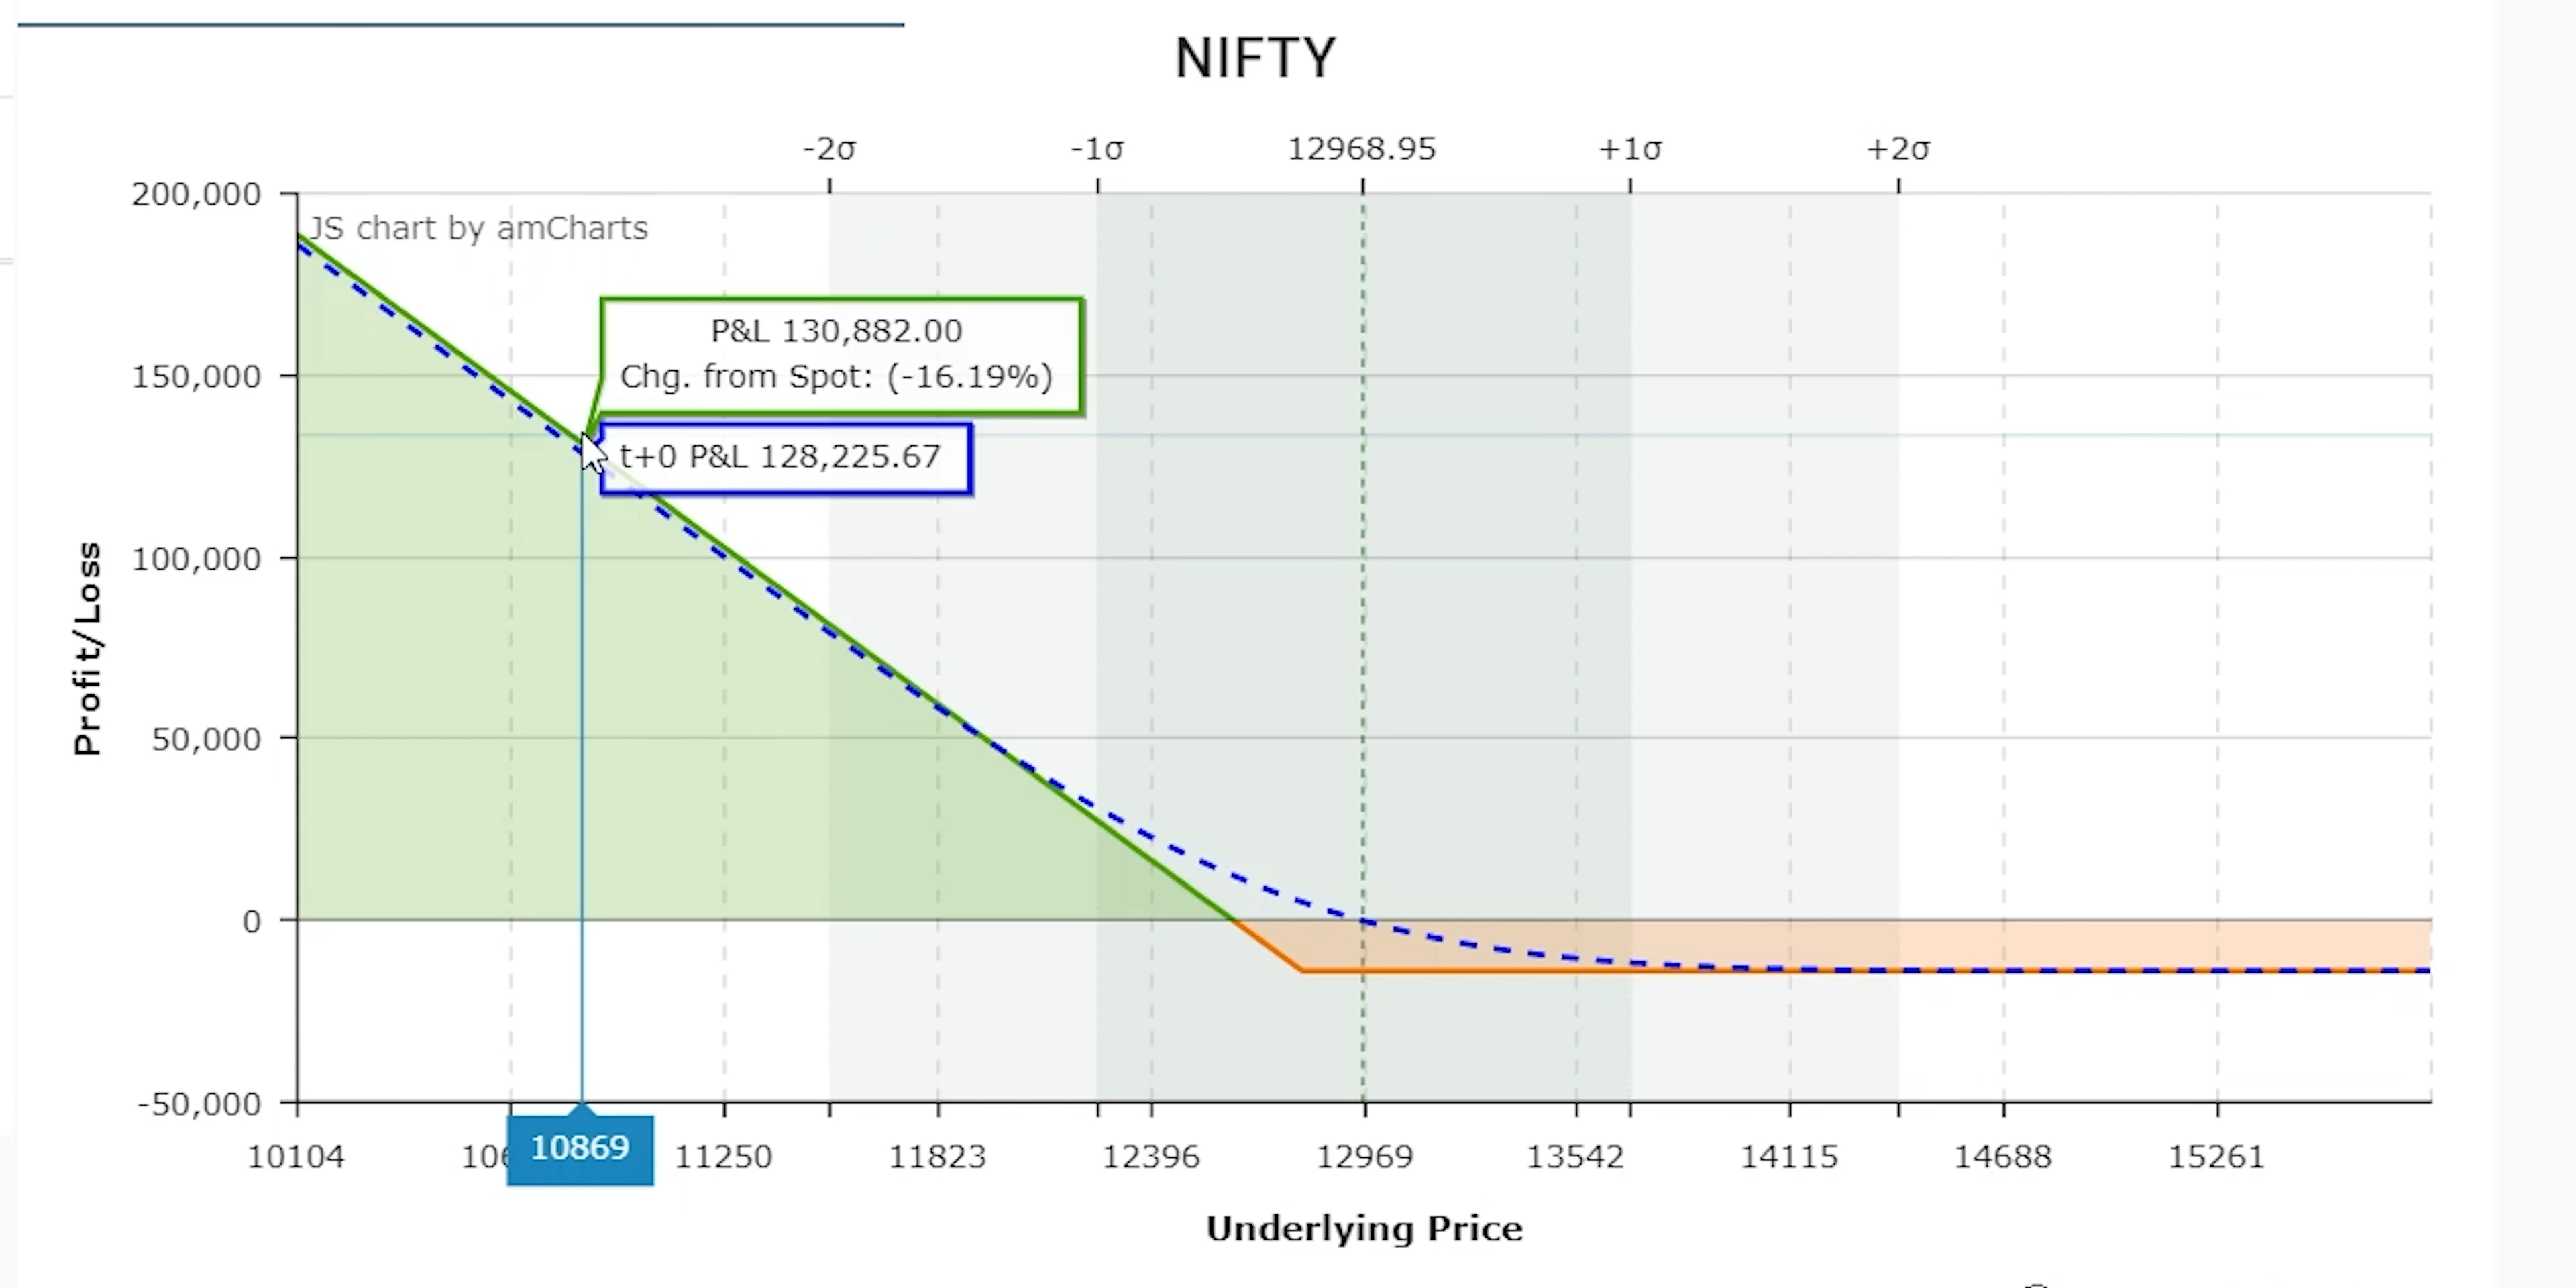 NIFTY
-2σ -1σ 12968.95 +1σ +2σ
200,000
JS chart by amCharts
P&L 130,882.00
150,000
Chg. from Spot: (-16.19%)
t+0 P&L 128,225.67
100,000
Profit/Loss
50,000
0
-50,000
10104 10869 11250 11823 12396 12969 13542 14115 14688 15261
Underlying Price